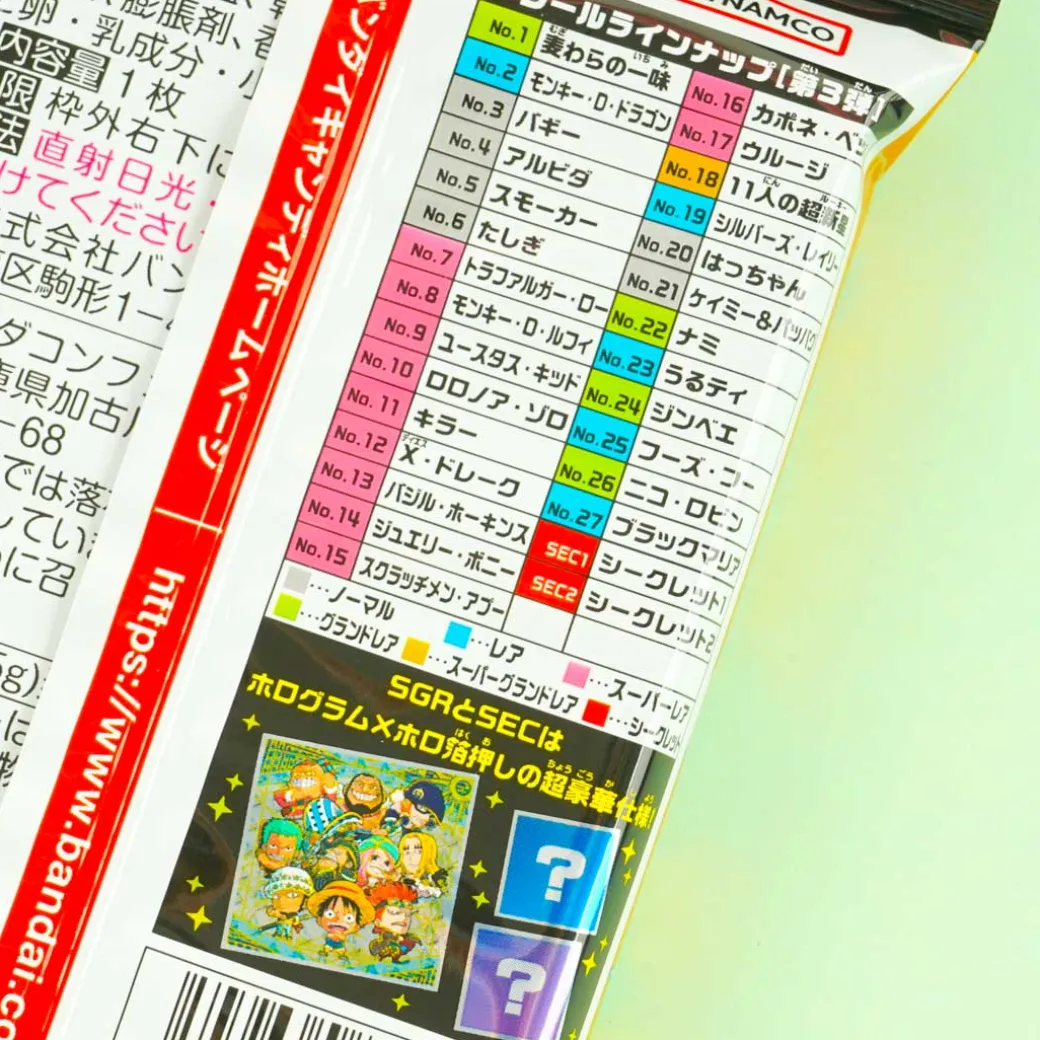 膨脹剤、
卵・乳成分・
内容量 1枚
限 枠外右下に
法 直射日光・
けてください
式会社バン
区駒形1-
ダコンフ
庫県加古
-68
では落
してい
に召
g)
バンダイキャンディホームページ
https://www.bandai.co
NAMCO
ールラインナップ[第3弾]
No.1 麦わらの一味
No.2 モンキー・D・ドラゴン
No.3 バギー
No.4 アルビダ
No.5 スモーカー
No.6 たしぎ
No.7 トラファルガー・ロー
No.8 モンキー・D・ルフィ
No.9 ユースタス・キッド
No.10 ロロノア・ゾロ
No.11 キラー
No.12 X・ドレーク
No.13 バジル・ホーキンス
No.14 ジュエリー・ボニー
No.15 スクラッチメン・アプー
No.16 カポネ・ベッ
No.17 ウルージ
No.18 11人の超新星
No.19 シルバーズ・レイリー
No.20 はっちゃん
No.21 ケイミー&パッパグ
No.22 ナミ
No.23 うるティ
No.24 ジンベエ
No.25 フーズ・フー
No.26 ニコ・ロビン
No.27 ブラックマリア
SEC1 シークレット1
SEC2 シークレット2
…ノーマル …レア …スーパーレア
…グランドレア …スーパーグランドレア …シークレット
SGRとSECは
ホログラム×ホロ箔押しの超豪華仕様!
?
?